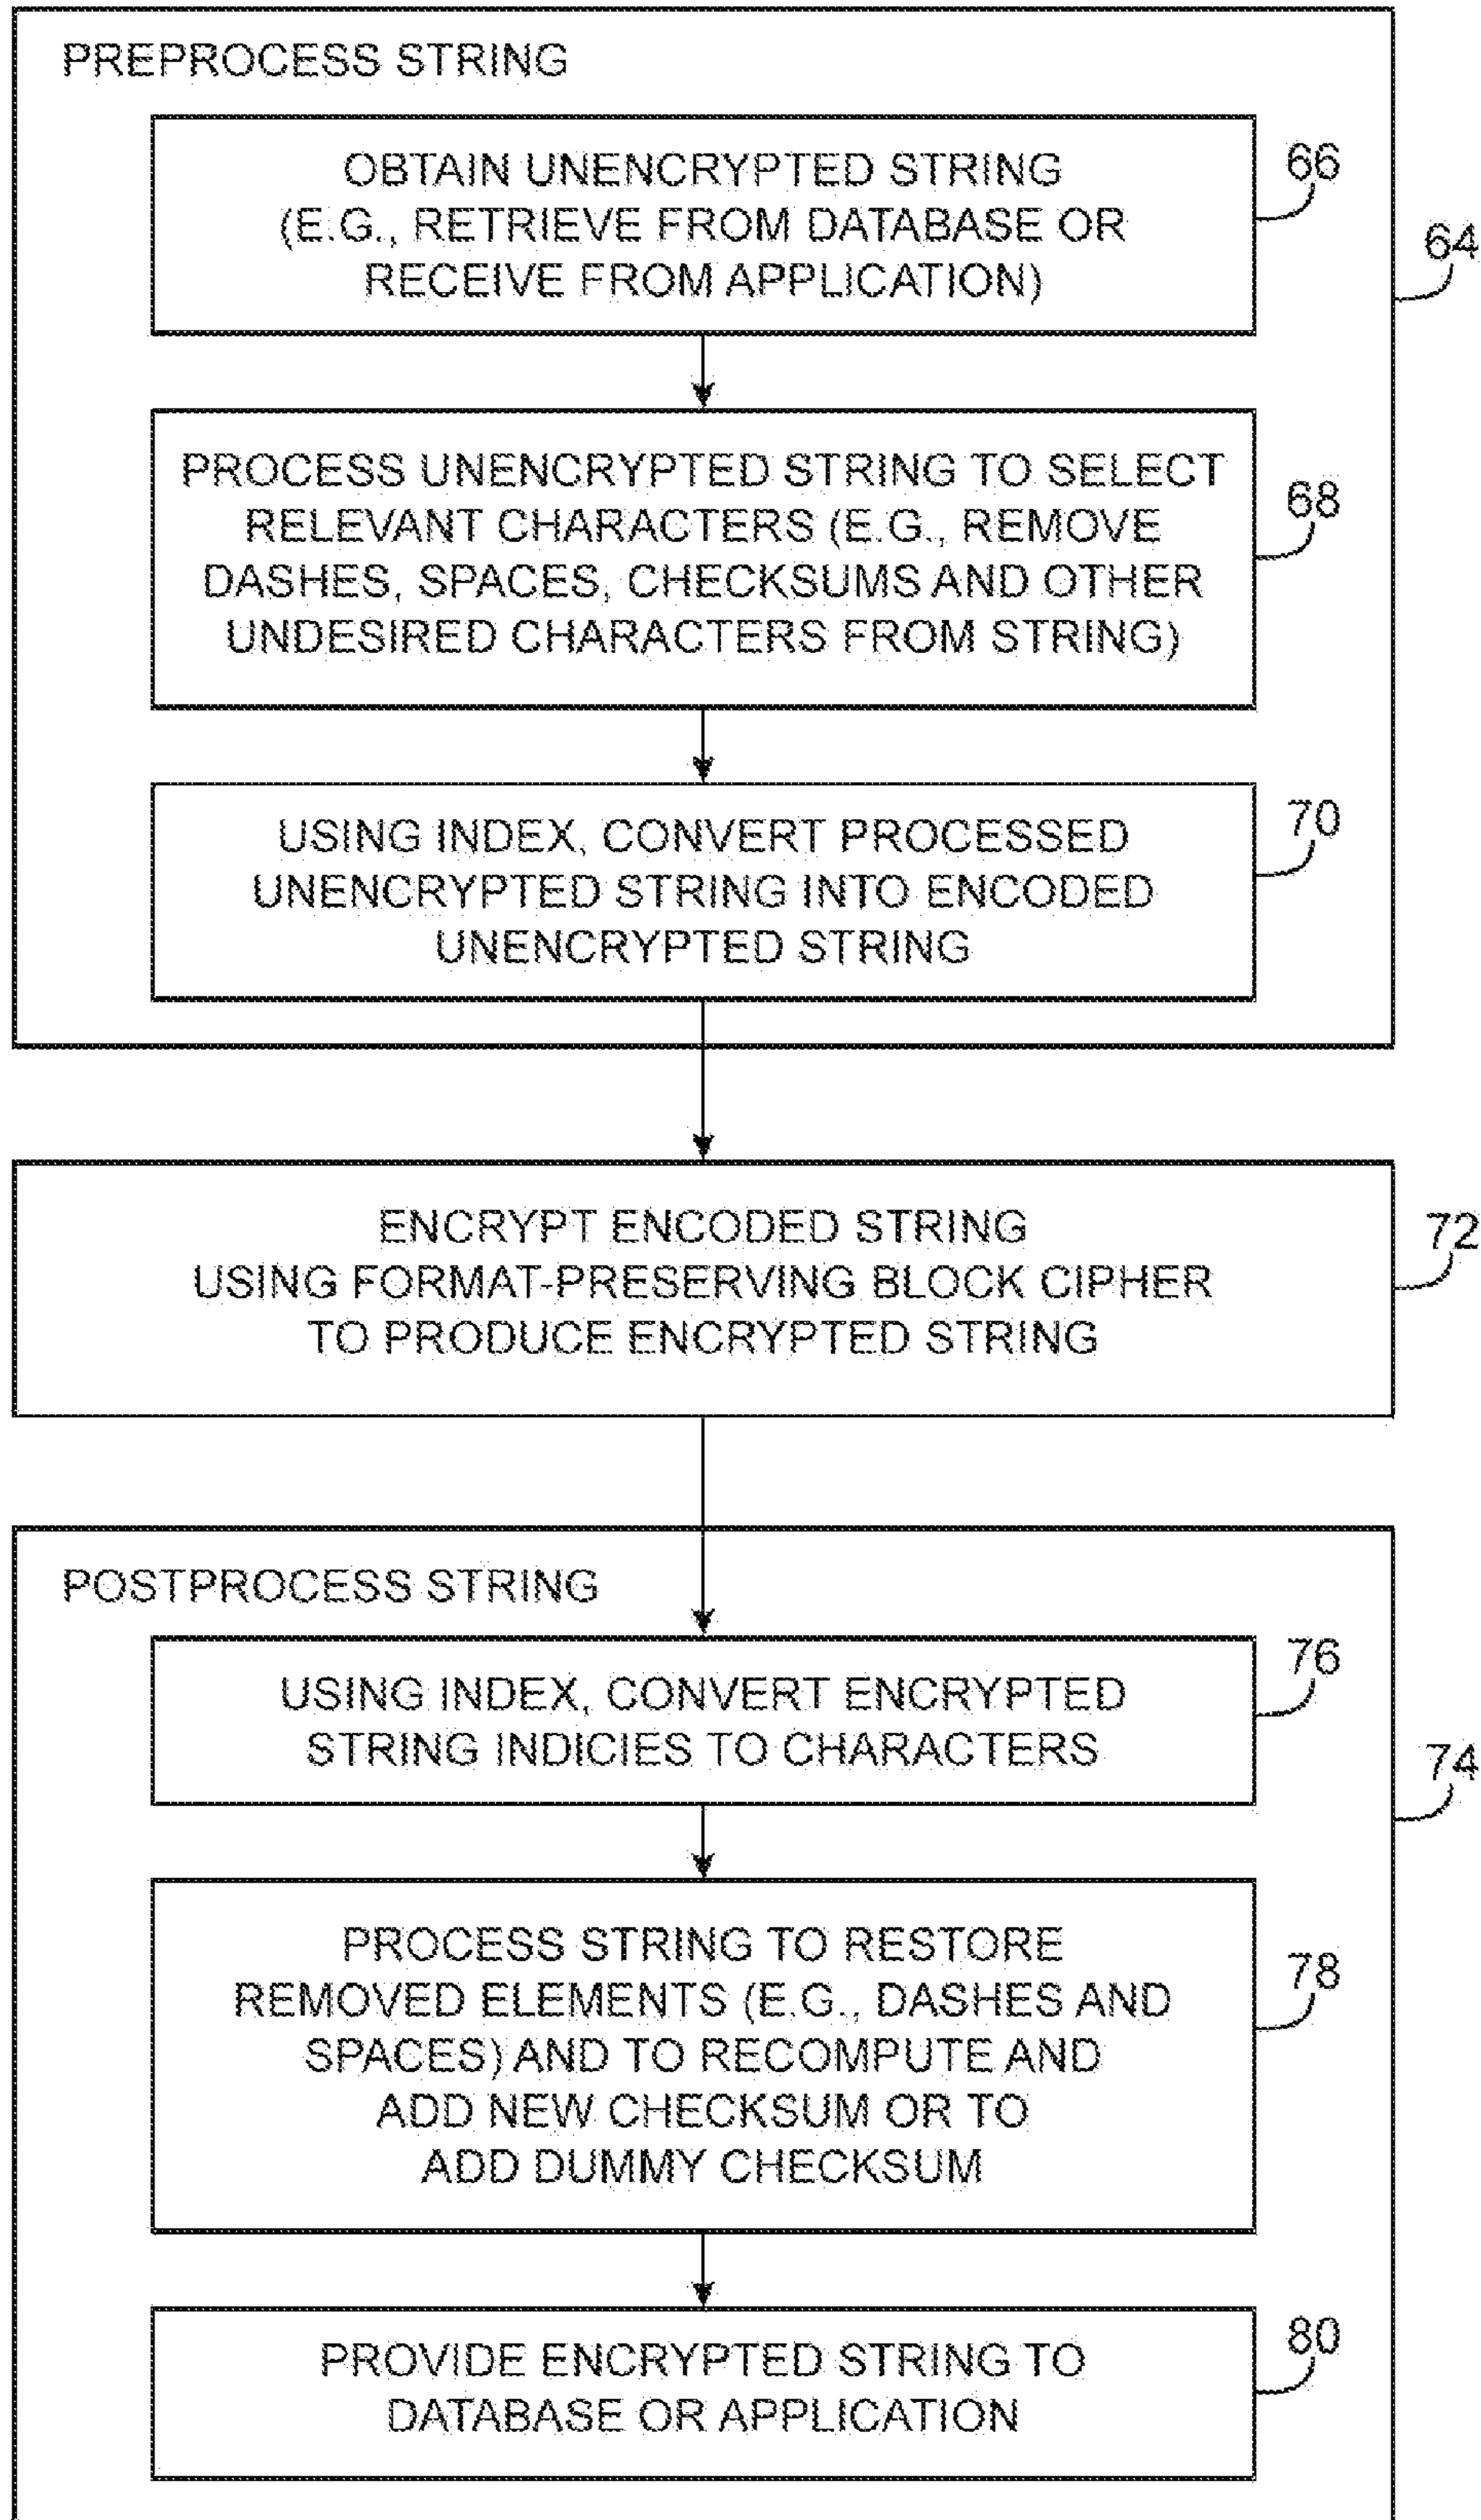 PREPROCESS STRING
OBTAIN UNENCRYPTED STRING
(E.G., RETRIEVE FROM DATABASE OR
RECEIVE FROM APPLICATION)
66
64
PROCESS UNENCRYPTED STRING TO SELECT
RELEVANT CHARACTERS (E.G., REMOVE
DASHES, SPACES, CHECKSUMS AND OTHER
UNDESIRED CHARACTERS FROM STRING)
68
USING INDEX, CONVERT PROCESSED
UNENCRYPTED STRING INTO ENCODED
UNENCRYPTED STRING
70
ENCRYPT ENCODED STRING
USING FORMAT-PRESERVING BLOCK CIPHER
TO PRODUCE ENCRYPTED STRING
72
POSTPROCESS STRING
USING INDEX, CONVERT ENCRYPTED
STRING INDICIES TO CHARACTERS
76
74
PROCESS STRING TO RESTORE
REMOVED ELEMENTS (E.G., DASHES AND
SPACES) AND TO RECOMPUTE AND
ADD NEW CHECKSUM OR TO
ADD DUMMY CHECKSUM
78
PROVIDE ENCRYPTED STRING TO
DATABASE OR APPLICATION
80